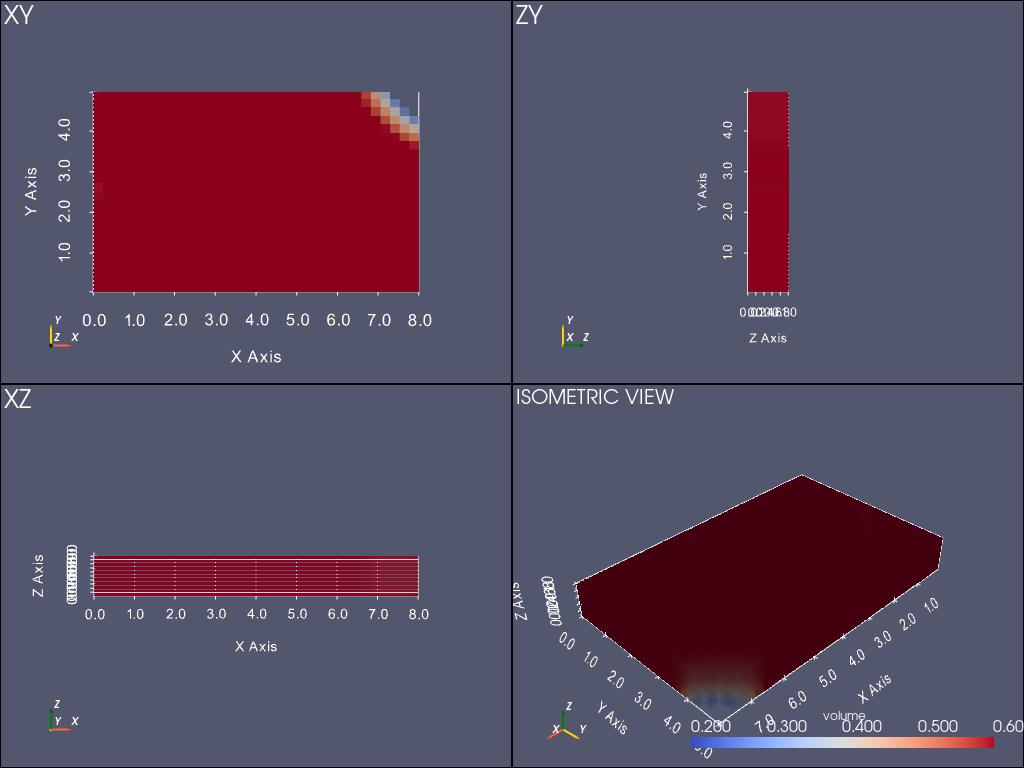 XY
Y Axis
4.0
3.0
2.0
1.0
0.0 1.0 2.0 3.0 4.0 5.0 6.0 7.0 8.0
X Axis
Y
Z X
ZY
Y Axis
4.0
3.0
2.0
1.0
Z Axis
Y
X Z
XZ
Z Axis
0.0 1.0 2.0 3.0 4.0 5.0 6.0 7.0 8.0
X Axis
Z
Y X
ISOMETRIC VIEW
Z Axis
0.0 1.0 2.0 3.0 4.0
Y Axis
7.0 6.0 5.0 4.0 3.0 2.0 1.0
X Axis
Z
X Y
volume
0.200 0.300 0.400 0.500 0.60